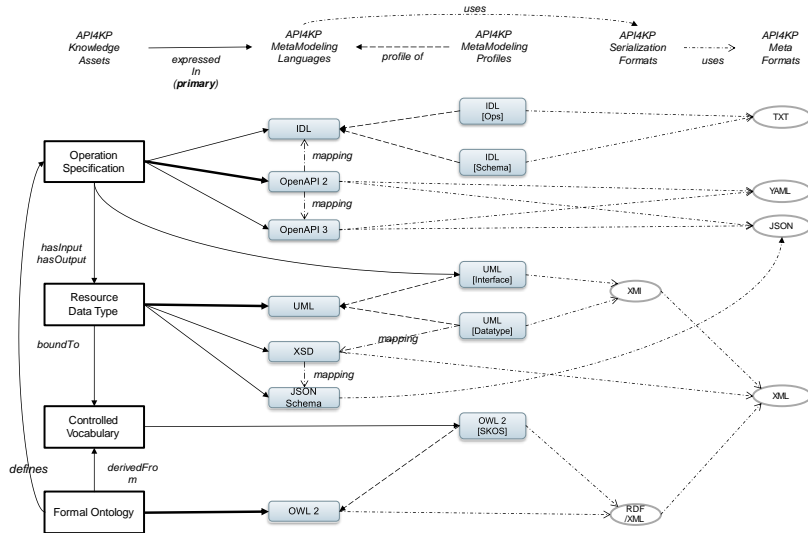 uses
API4KP
Knowledge
Assets
expressed
In
(primary)
API4KP
MetaModeling
Languages
profile of
API4KP
MetaModeling
Profiles
API4KP
Serialization
Formats
uses
API4KP
Meta
Formats
IDL
IDL
[Ops]
TXT
Operation
Specification
mapping
IDL
[Schema]
OpenAPI 2
YAML
mapping
OpenAPI 3
JSON
hasInput
hasOutput
UML
[Interface]
Resource
Data Type
UML
XMI
UML
[Datatype]
mapping
boundTo
XSD
mapping
JSON
Schema
XML
Controlled
Vocabulary
OWL 2
[SKOS]
defines
derivedFro
m
Formal Ontology
OWL 2
RDF
/XML